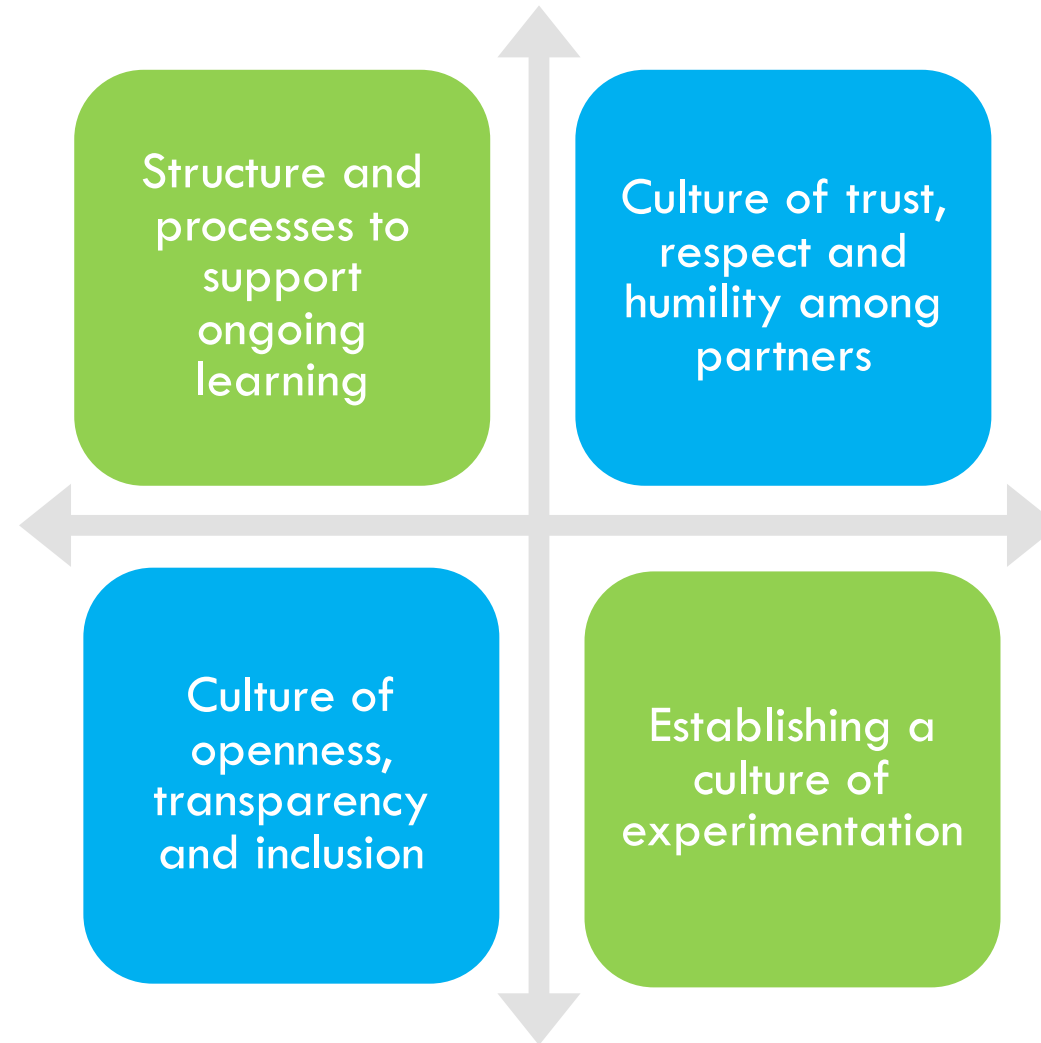 Structure and
processes to
support
ongoing
learning
Culture of trust,
respect and
humility among
partners
Culture of
openness,
transparency
and inclusion
Establishing a
culture of
experimentation